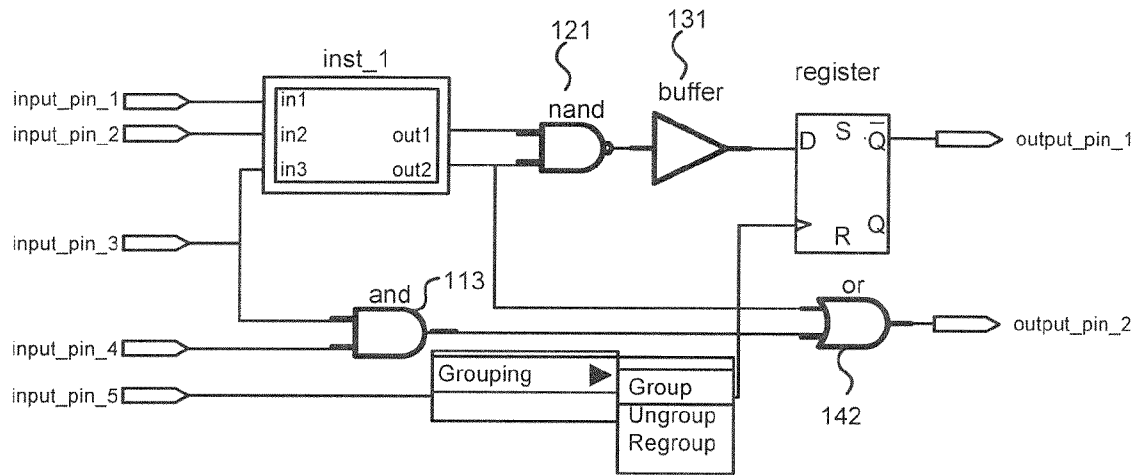 121
131
inst_1
nand
buffer
register
input_pin_1
in1
input_pin_2
in2
out1
in3
out2
D
S
Q
output_pin_1
input_pin_3
R
Q
and
113
or
input_pin_4
output_pin_2
input_pin_5
Grouping
Group
Ungroup
Regroup
142